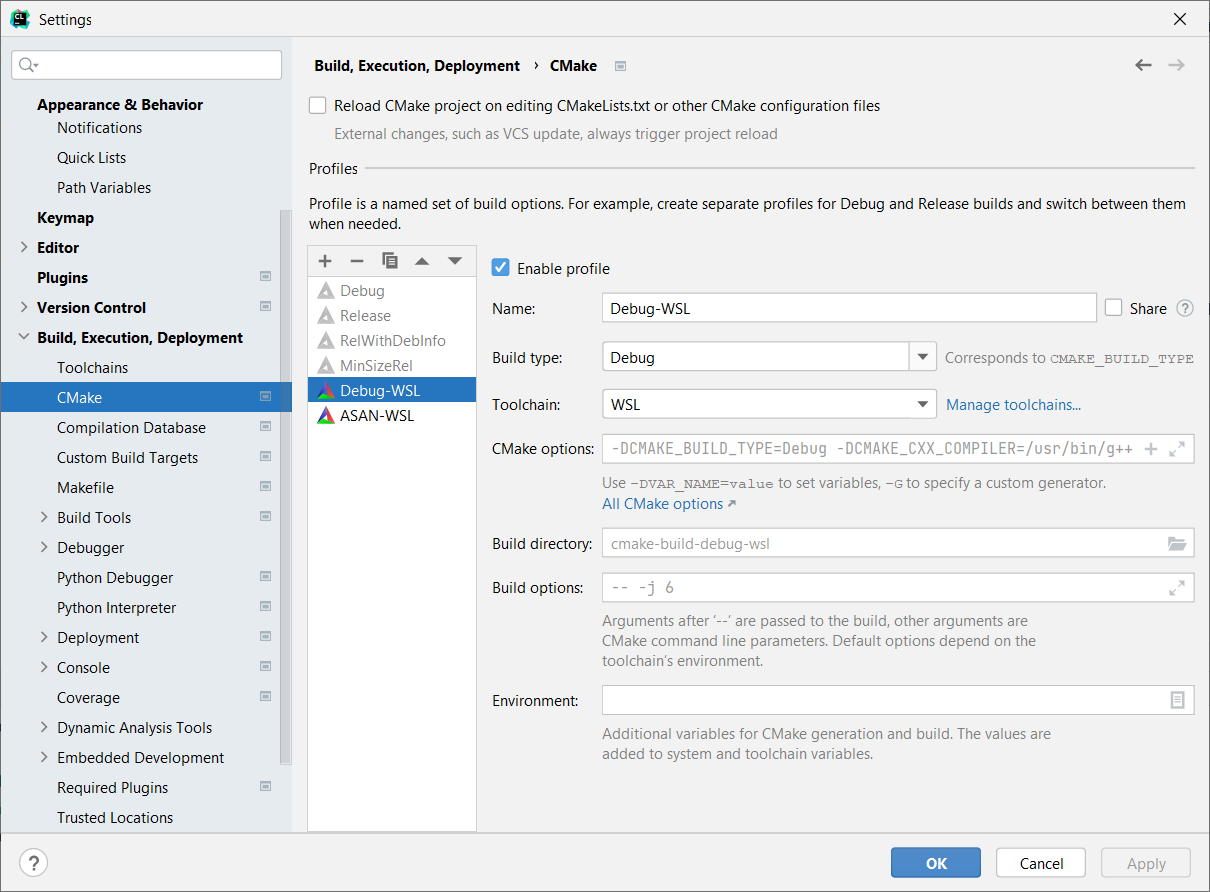 Settings
Appearance & Behavior
Notifications
Quick Lists
Path Variables
Keymap
Editor
Plugins
Version Control
Build, Execution, Deployment
Toolchains
CMake
Compilation Database
Custom Build Targets
Makefile
Build Tools
Debugger
Python Debugger
Python Interpreter
Deployment
Console
Coverage
Dynamic Analysis Tools
Embedded Development
Required Plugins
Trusted Locations
Build, Execution, Deployment › CMake
Reload CMake project on editing CMakeLists.txt or other CMake configuration files
External changes, such as VCS update, always trigger project reload
Profiles
Profile is a named set of build options. For example, create separate profiles for Debug and Release builds and switch between them
when needed.
Debug
Release
RelWithDebInfo
MinSizeRel
Debug-WSL
ASAN-WSL
Enable profile
Name: Debug-WSL Share ?
Build type: Debug Corresponds to CMAKE_BUILD_TYPE
Toolchain: WSL Manage toolchains...
CMake options: -DCMAKE_BUILD_TYPE=Debug -DCMAKE_CXX_COMPILER=/usr/bin/g++
Use -DVAR_NAME=value to set variables, -G to specify a custom generator.
All CMake options ↗
Build directory: cmake-build-debug-wsl
Build options: -- -j 6
Arguments after '--' are passed to the build, other arguments are
CMake command line parameters. Default options depend on the
toolchain's environment.
Environment:
Additional variables for CMake generation and build. The values are
added to system and toolchain variables.
? OK Cancel Apply